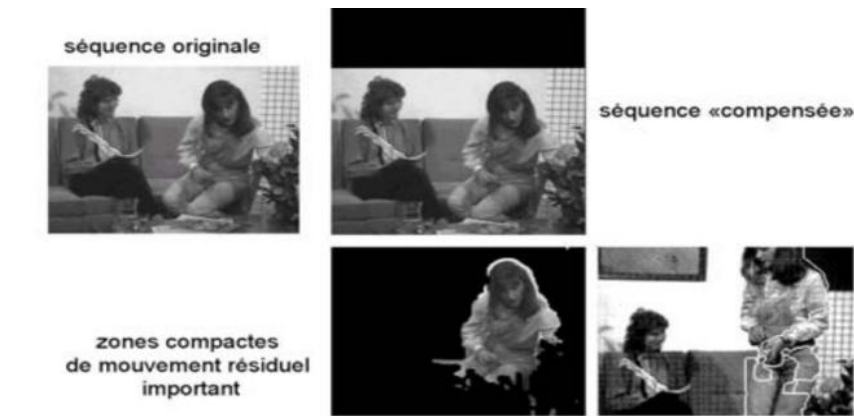 séquence originale
séquence «compensée»
zones compactes
de mouvement résiduel
important